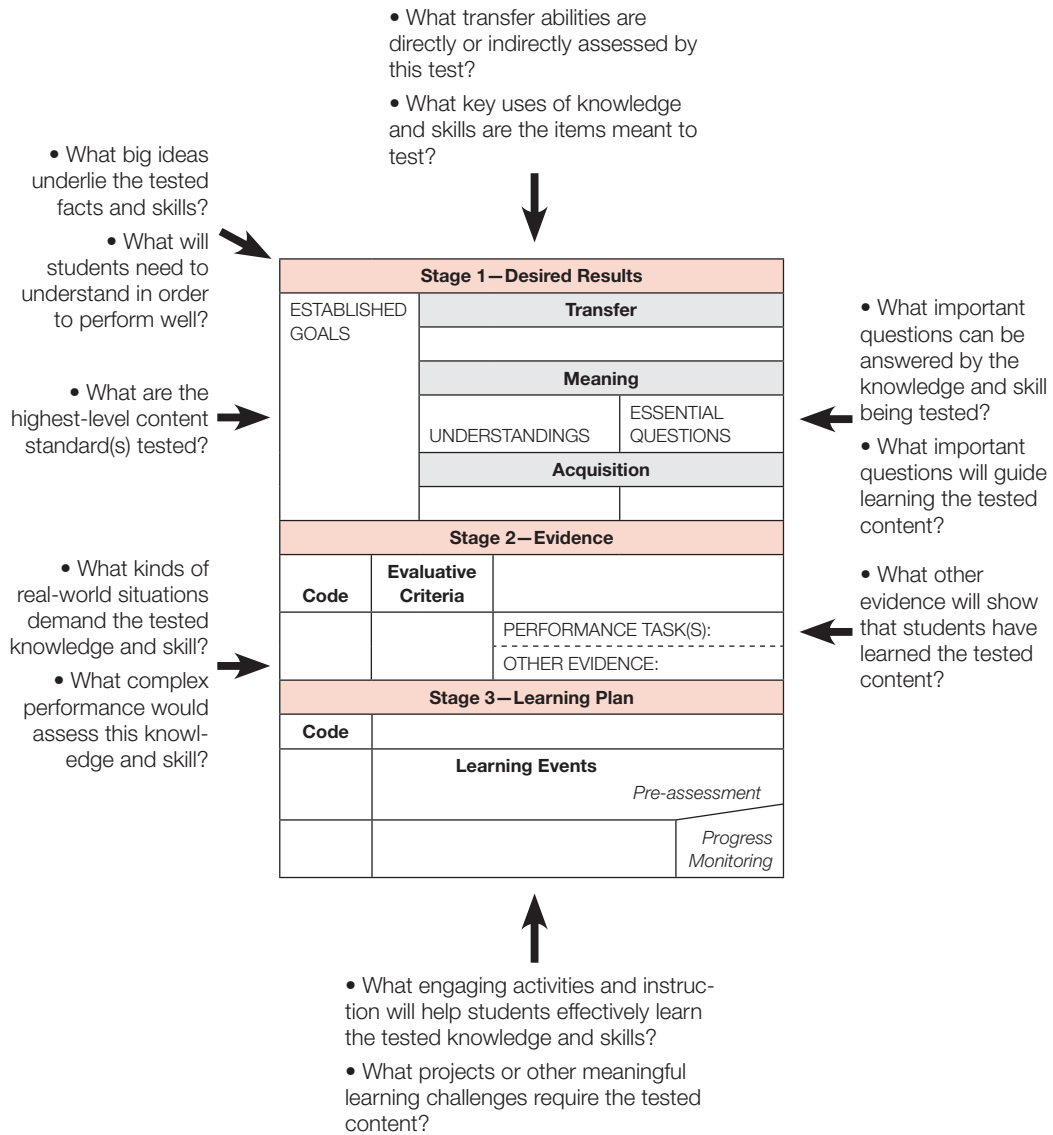 • What transfer abilities are
directly or indirectly assessed by
this test?
• What key uses of knowledge
and skills are the items meant to
test?
• What big ideas
underlie the tested
facts and skills?
• What will
students need to
understand in order
to perform well?
• What are the
highest-level content
standard(s) tested?
• What kinds of
real-world situations
demand the tested
knowledge and skill?
• What complex
performance would
assess this knowl-
edge and skill?
Stage 1—Desired Results
ESTABLISHED
GOALS
Transfer
Meaning
UNDERSTANDINGS
ESSENTIAL
QUESTIONS
Acquisition
Stage 2—Evidence
Code
Evaluative
Criteria
PERFORMANCE TASK(S):
OTHER EVIDENCE:
Stage 3—Learning Plan
Code
Learning Events
Pre-assessment
Progress
Monitoring
• What important
questions can be
answered by the
knowledge and skill
being tested?
• What important
questions will guide
learning the tested
content?
• What other
evidence will show
that students have
learned the tested
content?
• What engaging activities and instruc-
tion will help students effectively learn
the tested knowledge and skills?
• What projects or other meaningful
learning challenges require the tested
content?